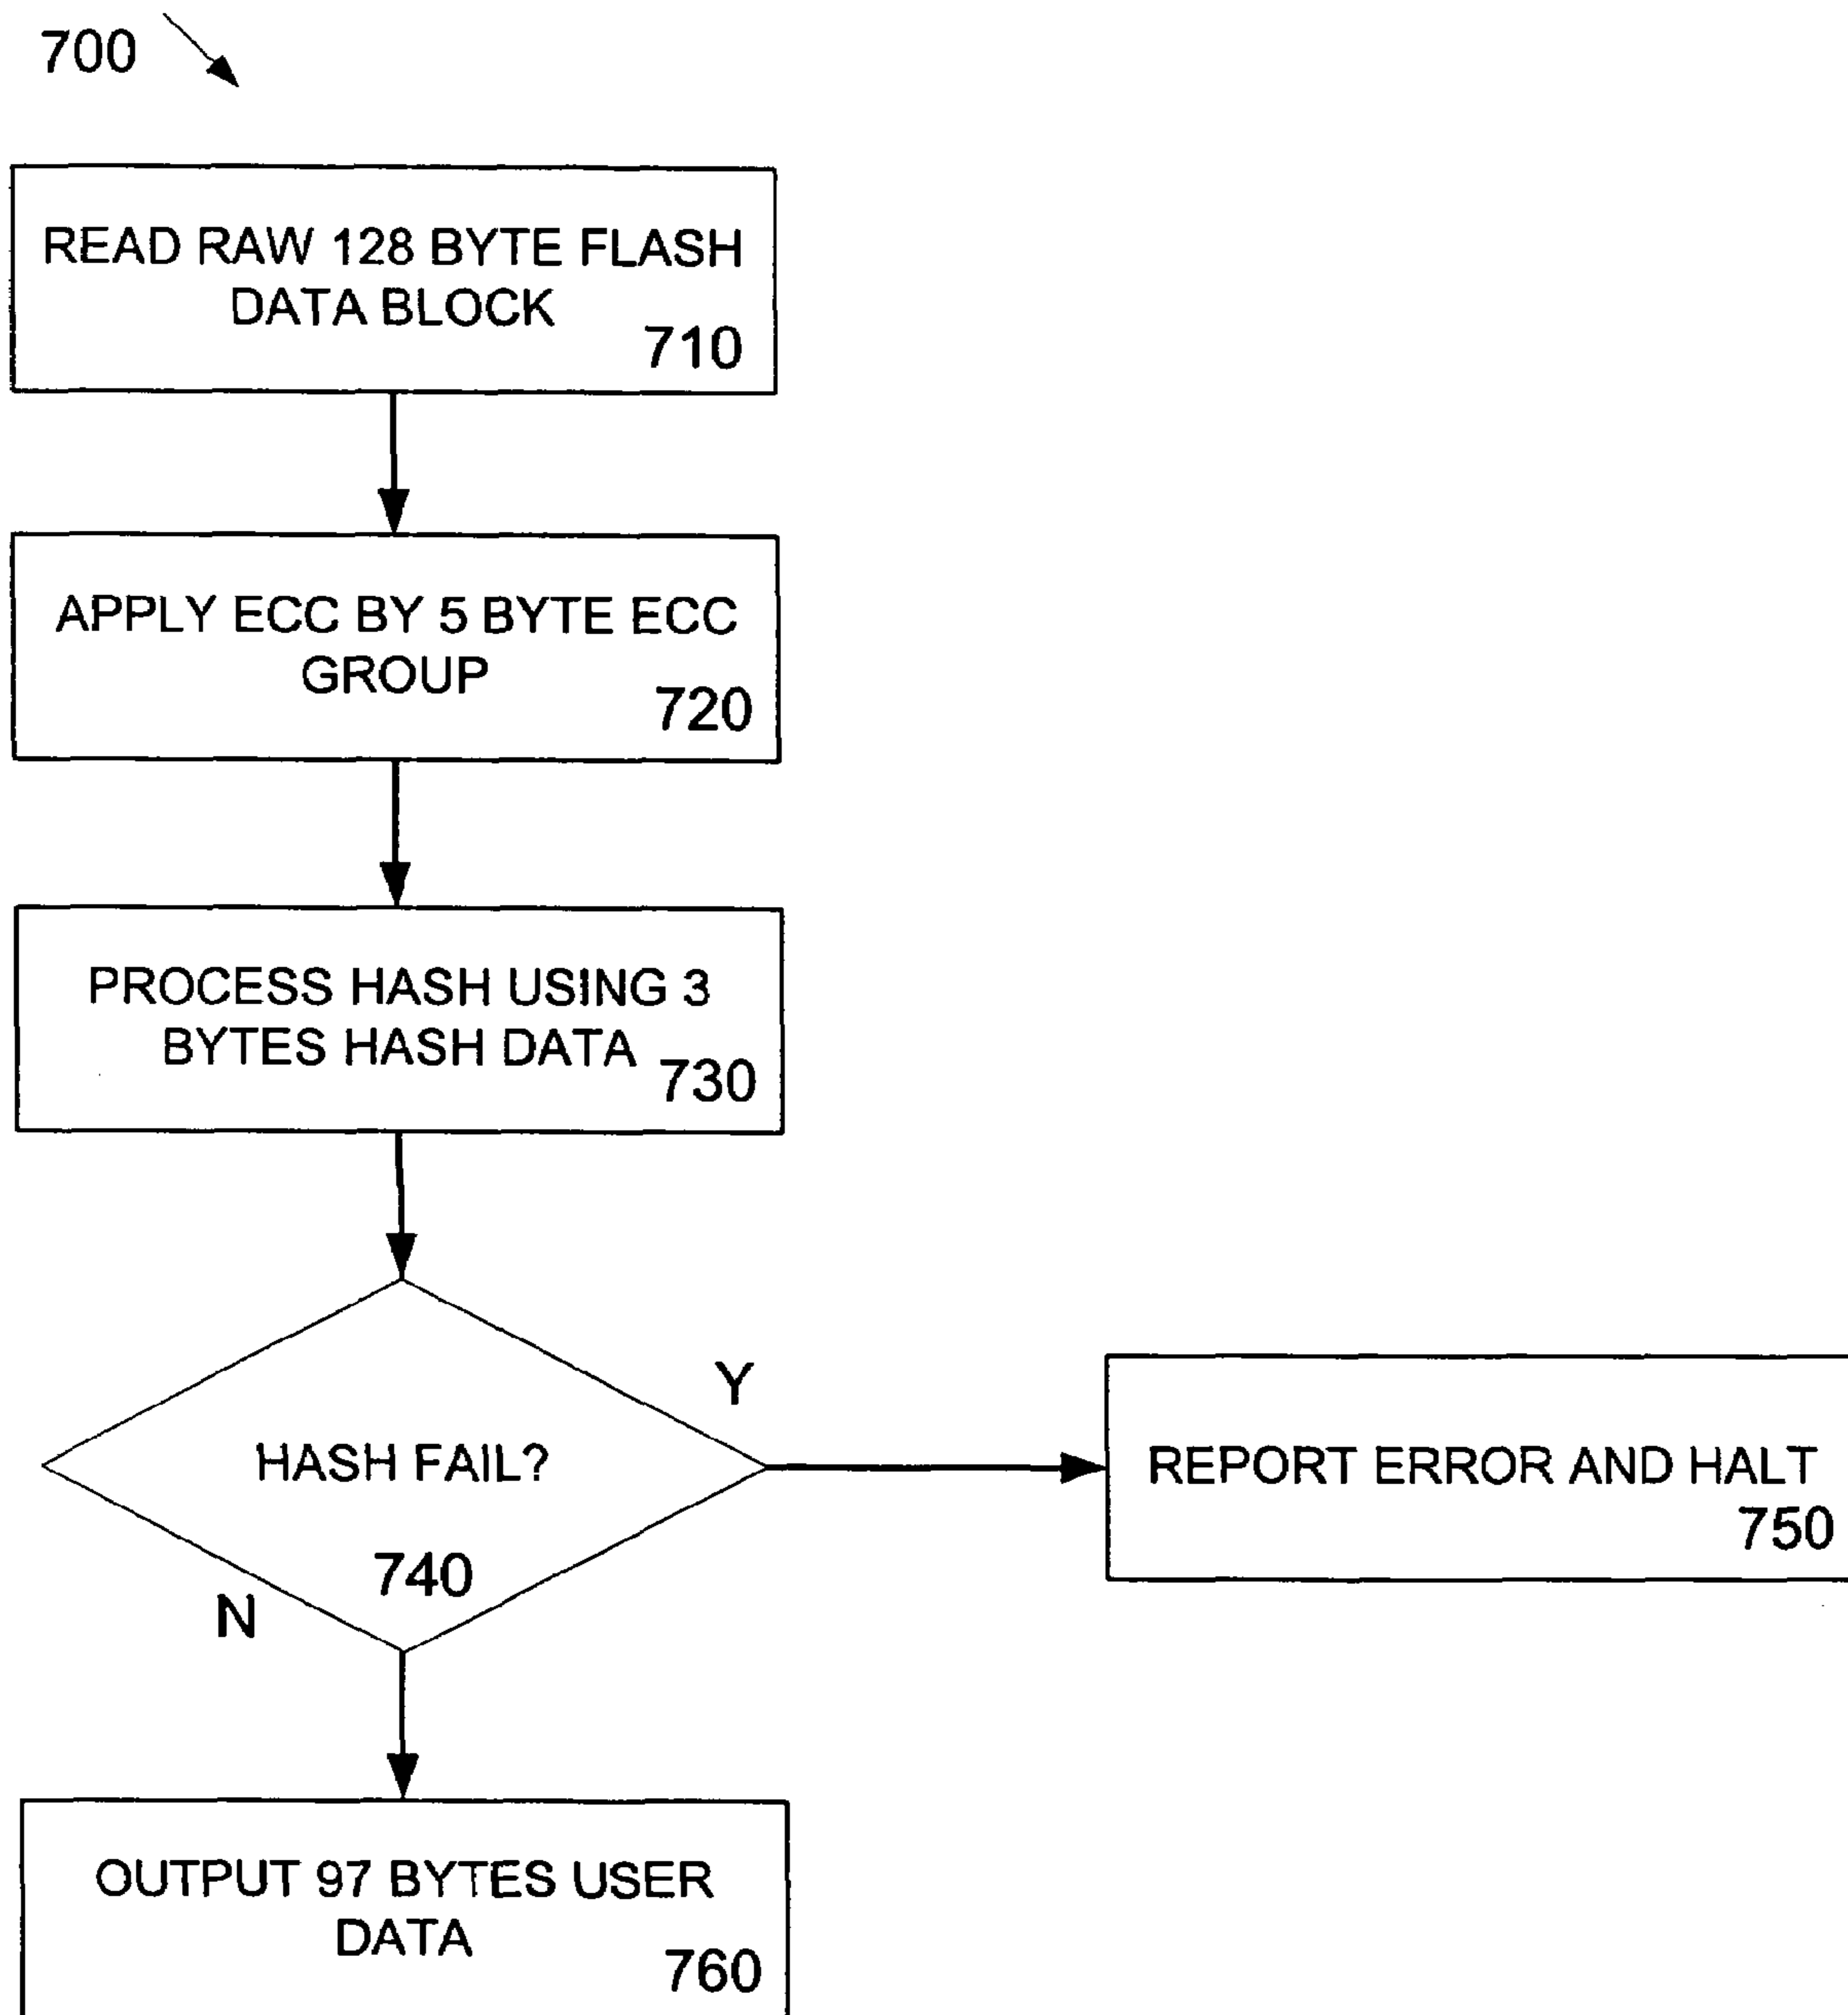 700
READ RAW 128 BYTE FLASH
DATA BLOCK
710
APPLY ECC BY 5 BYTE ECC
GROUP
720
PROCESS HASH USING 3
BYTES HASH DATA
730
Y
HASH FAIL?
740
N
REPORT ERROR AND HALT
750
OUTPUT 97 BYTES USER
DATA
760